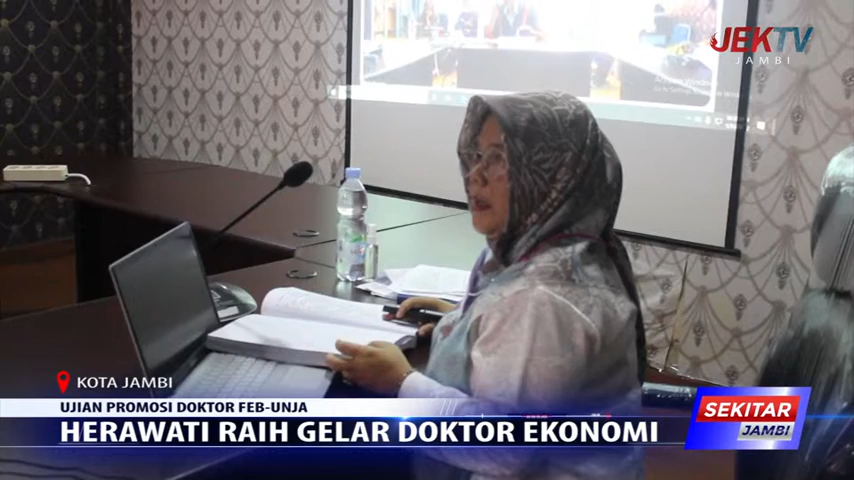 JEKTV
JAMBI
KOTA JAMBI
UJIAN PROMOSI DOKTOR FEB-UNJA
HERAWATI RAIH GELAR DOKTOR EKONOMI
SEKITAR
JAMBI